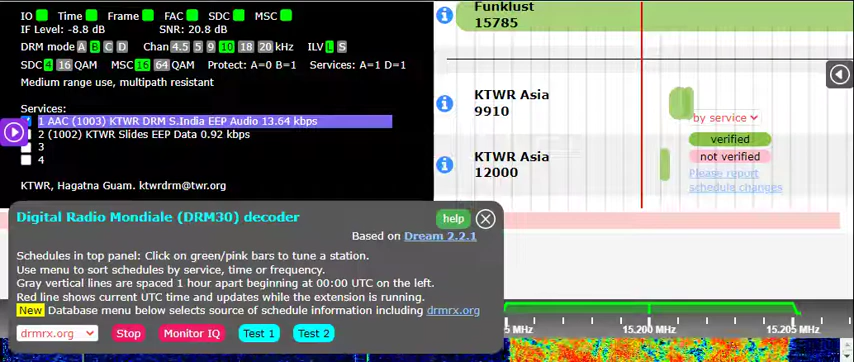 IO Time Frame FAC SDC MSC
IF Level: -8.8 dB SNR: 20.8 dB
DRM mode A B C D Chan 4.5 5 9 10 18 20 kHz ILV L S
SDC 4 16 QAM MSC 16 64 QAM Protect: A=0 B=1 Services: A=1 D=1
Medium range use, multipath resistant
Services:
1 AAC (1003) KTWR DRM S.India EEP Audio 13.64 kbps
2 (1002) KTWR Slides EEP Data 0.92 kbps
3
4
KTWR, Hagatna Guam. ktwrdrm@twr.org
Funklust
15785
KTWR Asia
9910
KTWR Asia
12000
by service
verified
not verified
Please report
schedule changes
Digital Radio Mondiale (DRM30) decoder
help
Based on Dream 2.2.1
Schedules in top panel: Click on green/pink bars to tune a station.
Use menu to sort schedules by service, time or frequency.
Gray vertical lines are spaced 1 hour apart beginning at 00:00 UTC on the left.
Red line shows current UTC time and updates while the extension is running.
New Database menu below selects source of schedule information including drmrx.org
drmrx.org Stop Monitor IQ Test 1 Test 2
5 MHz 15.200 MHz 15.205 MHz